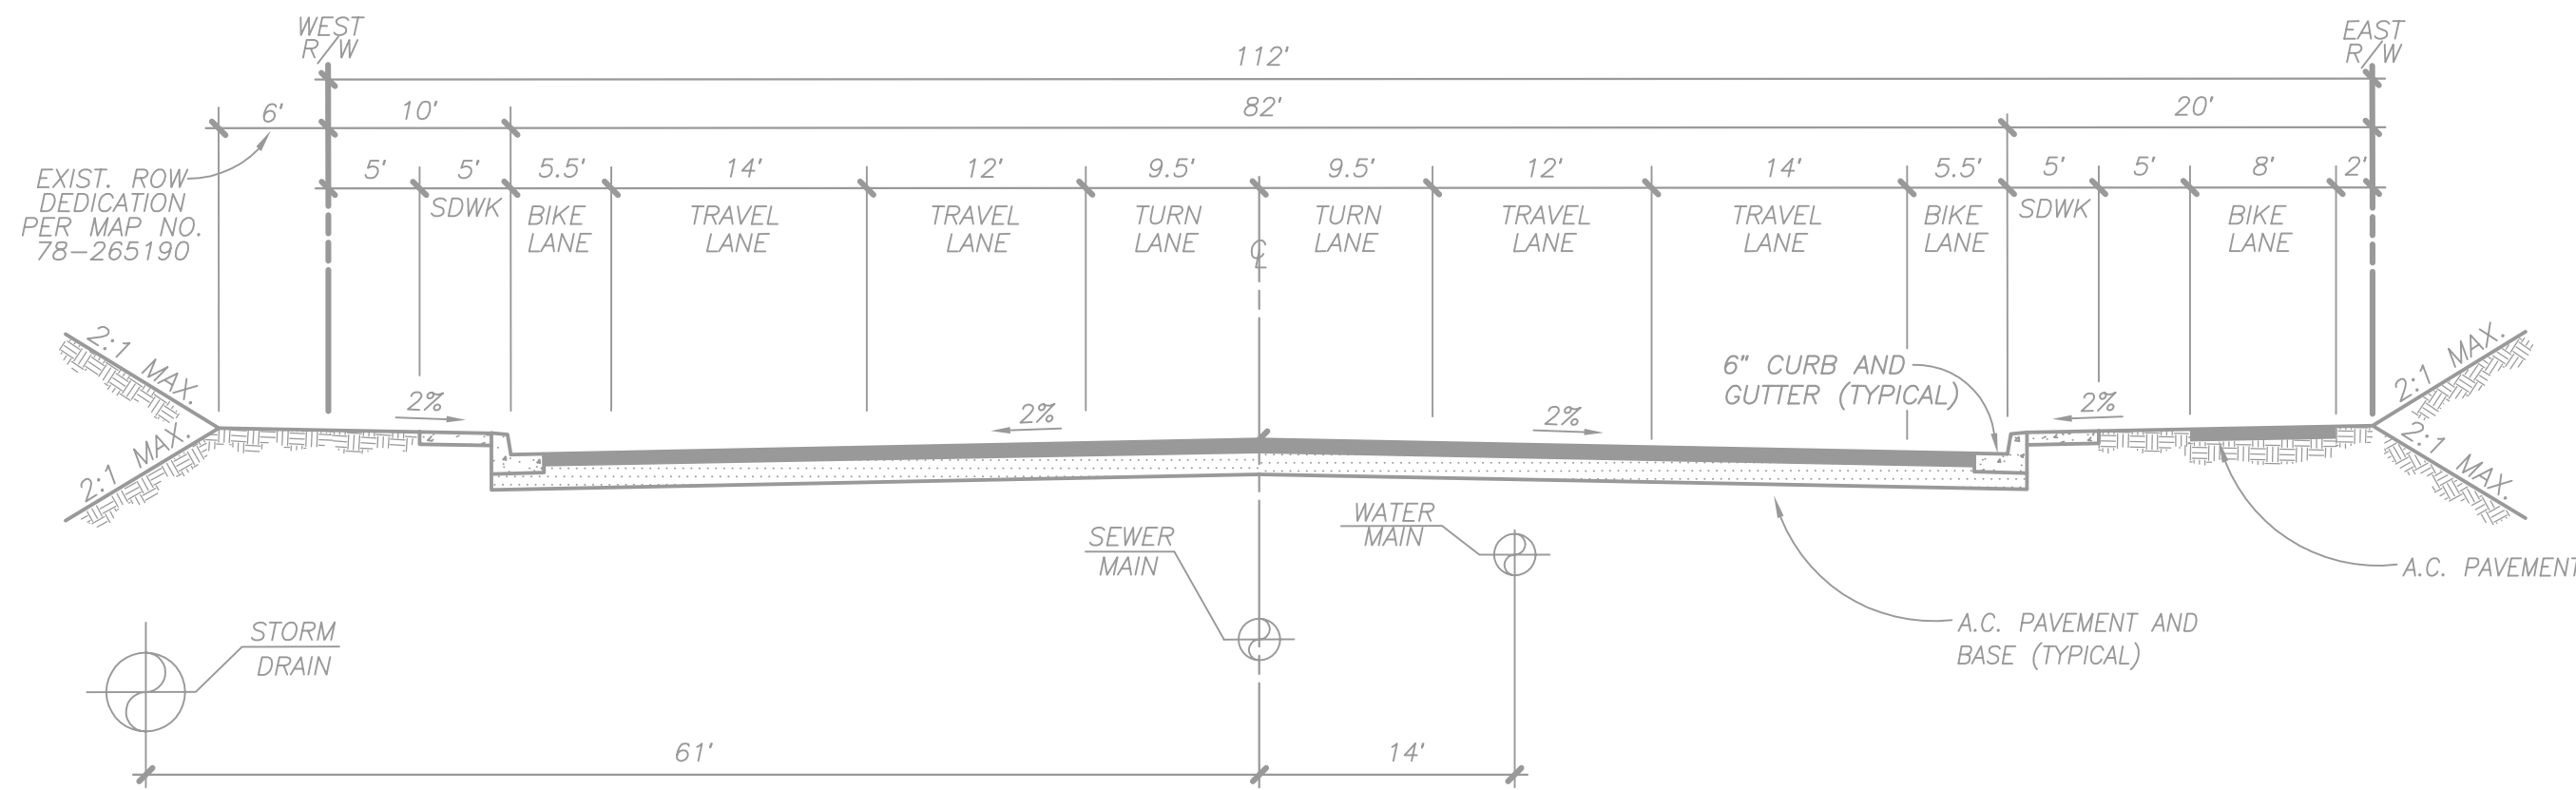 WEST
R/W
EAST
R/W
112'
6'
10'
82'
20'
5'
5'
5.5'
14'
12'
9.5'
9.5'
12'
14'
5.5'
5'
5'
8'
2'
EXIST. ROW
DEDICATION
PER MAP NO.
78-265190
SDWK
BIKE
LANE
TRAVEL
LANE
TRAVEL
LANE
TURN
LANE
℄
TURN
LANE
TRAVEL
LANE
TRAVEL
LANE
BIKE
LANE
SDWK
BIKE
LANE
2:1 MAX.
2:1 MAX.
2%
2%
2%
2%
6" CURB AND
GUTTER (TYPICAL)
2:1 MAX.
2:1 MAX.
SEWER
MAIN
WATER
MAIN
A.C. PAVEMENT
A.C. PAVEMENT AND
BASE (TYPICAL)
STORM
DRAIN
61'
14'